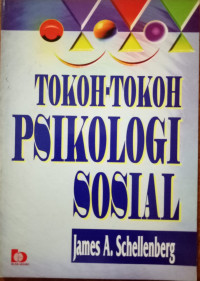 TOKOH-TOKOH
PSIKOLOGI
SOSIAL
James A. Schellenberg